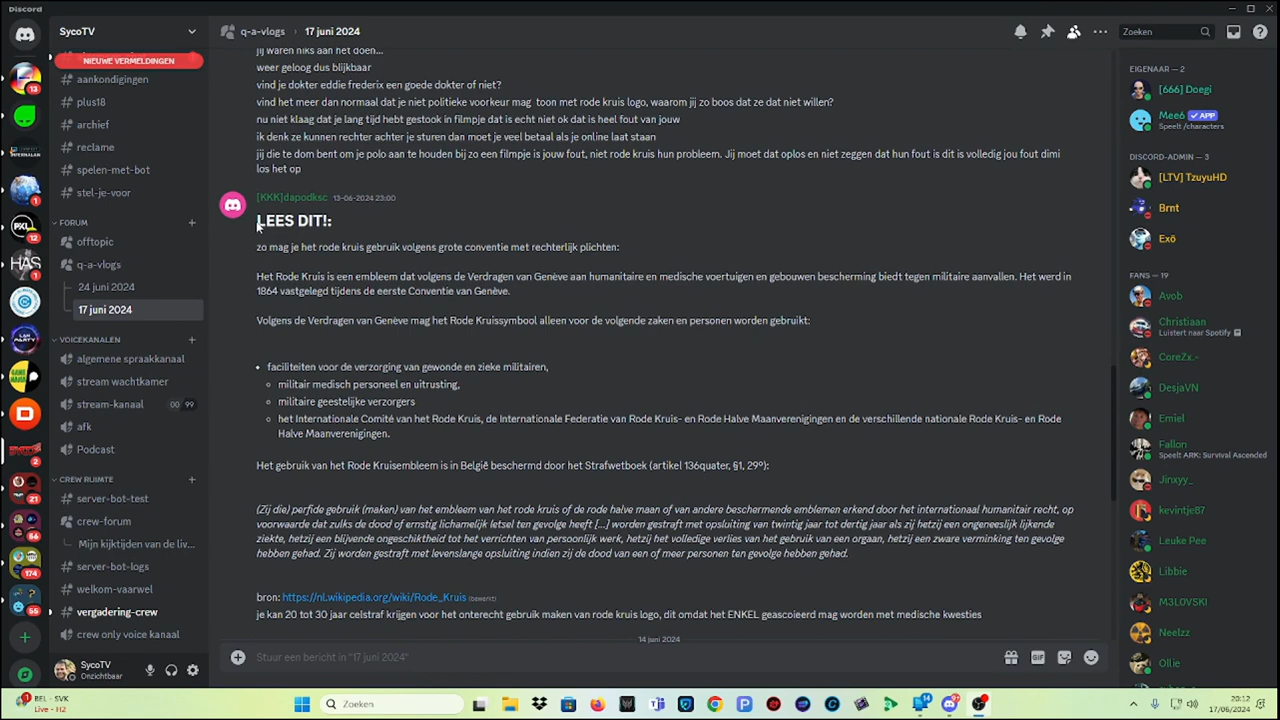 Discord
SycoTV
NIEUWE VERMELDINGEN
aankondigingen
plus18
archief
reclame
spelen-met-bot
stel-je-voor
FORUM
offtopic
q-a-vlogs
24 juni 2024
17 juni 2024
VOICEKANALEN
algemene spraakkanaal
stream wachtkamer
stream-kanaal 00 99
afk
Podcast
CREW RUIMTE
server-bot-test
crew-forum
Mijn kijktijden van de liv...
server-bot-logs
welkom-vaarwel
vergadering-crew
crew only voice kanaal
SycoTV
Onzichtbaar
q-a-vlogs › 17 juni 2024
Zoeken
jij waren niks aan het doen...
weer geloog dus blijkbaar
vind je dokter eddie frederix een goede dokter of niet?
vind het meer dan normaal dat je niet politieke voorkeur mag toon met rode kruis logo, waarom jij zo boos dat ze dat niet willen?
nu niet klaag dat je lang tijd hebt gestook in filmpje dat is echt niet ok dat is heel fout van jouw
ik denk ze kunnen rechter achter je sturen dan moet je veel betaal als je online laat staan
jij die te dom bent om je polo aan te houden bij zo een filmpje is jouw fout, niet rode kruis hun probleem. Jij moet dat oplos en niet zeggen dat hun fout is dit is volledig jou fout dimi
los het op
[KKK]dapodksc 13-06-2024 23:00
LEES DIT!:
zo mag je het rode kruis gebruik volgens grote conventie met rechterlijk plichten:
Het Rode Kruis is een embleem dat volgens de Verdragen van Genève aan humanitaire en medische voertuigen en gebouwen bescherming biedt tegen militaire aanvallen. Het werd in
1864 vastgelegd tijdens de eerste Conventie van Genève.
Volgens de Verdragen van Genève mag het Rode Kruissymbool alleen voor de volgende zaken en personen worden gebruikt:
• faciliteiten voor de verzorging van gewonde en zieke militairen,
◦ militair medisch personeel en uitrusting,
◦ militaire geestelijke verzorgers
◦ het Internationale Comité van het Rode Kruis, de Internationale Federatie van Rode Kruis- en Rode Halve Maanverenigingen en de verschillende nationale Rode Kruis- en Rode
Halve Maanverenigingen.
Het gebruik van het Rode Kruisembleem is in België beschermd door het Strafwetboek (artikel 136quater, §1, 29º):
(Zij die) perfide gebruik (maken) van het embleem van het rode kruis of de rode halve maan of van andere beschermende emblemen erkend door het internationaal humanitair recht, op
voorwaarde dat zulks de dood of ernstig lichamelijk letsel ten gevolge heeft [...] worden gestraft met opsluiting van twintig jaar tot dertig jaar als zij hetzij een ongeneeslijk lijkende
ziekte, hetzij een blijvende ongeschiktheid tot het verrichten van persoonlijk werk, hetzij het volledige verlies van het gebruik van een orgaan, hetzij een zware verminking ten gevolge
hebben gehad. Zij worden gestraft met levenslange opsluiting indien zij de dood van een of meer personen ten gevolge hebben gehad.
bron: https://nl.wikipedia.org/wiki/Rode_Kruis (bewerkt)
je kan 20 tot 30 jaar celstraf krijgen voor het onterecht gebruik maken van rode kruis logo, dit omdat het ENKEL geascoieerd mag worden met medische kwesties
14 juni 2024
Stuur een bericht in "17 juni 2024"
GIF
EIGENAAR — 2
[666] Doegi
Mee6 ✓ APP
Speelt /characters
DISCORD-ADMIN — 3
[LTV] TzuyuHD
Brnt
Exö
FANS — 19
Avob
Christiaan
Luistert naar Spotify
CoreZx.-
DesjaVN
Emiel
Fallon
Speelt ARK: Survival Ascended
Jinxyy_
kevintje87
Leuke Pee
Libbie
M3L0VSKI
Neelzz
Ollie
BEL - SVK
Live - H2
Zoeken
20:12
17/06/2024